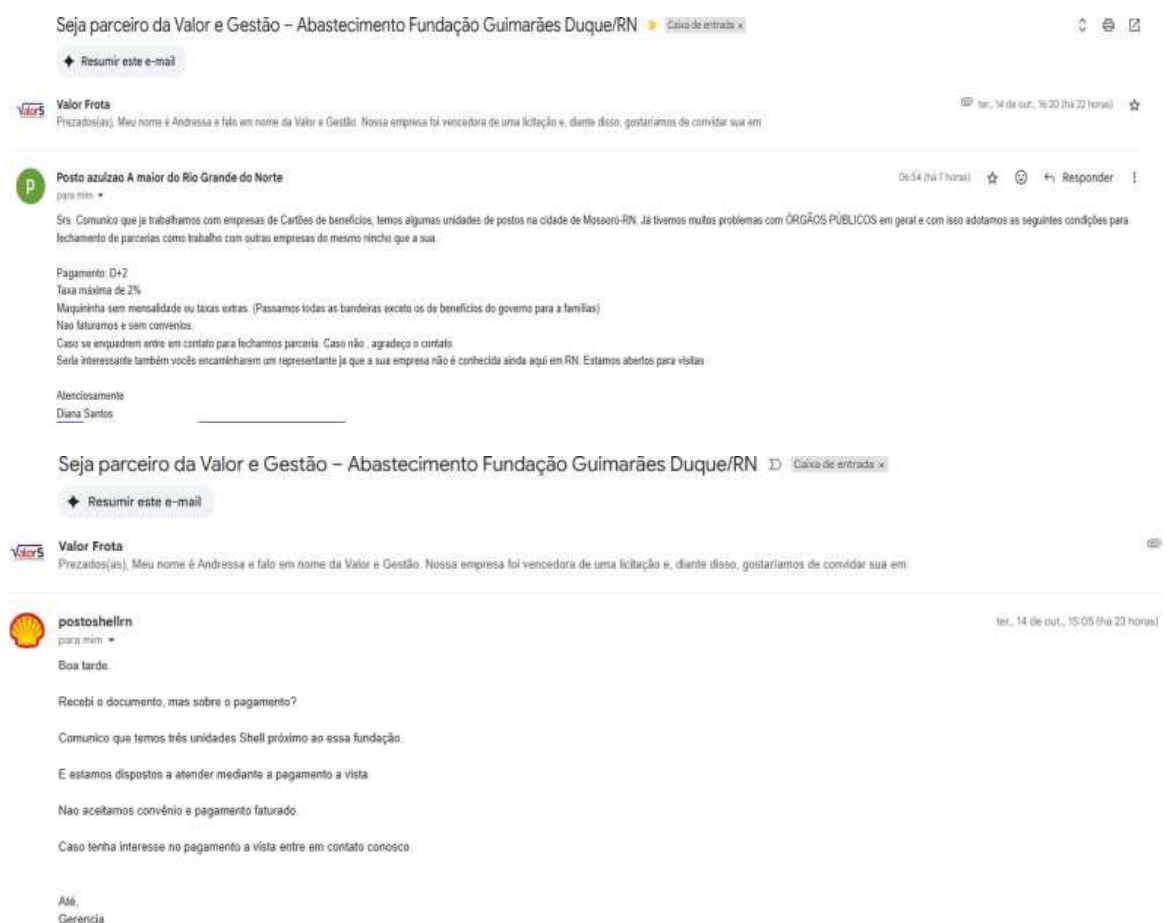 Seja parceiro da Valor e Gestão – Abastecimento Fundação Guimarães Duque/RN Caixa de entrada x
Resumir este e-mail
ValorS
Valor Frota
ter., 14 de out., 16:20 (há 22 horas)
Prezados(as), Meu nome é Andressa e falo em nome da Valor e Gestão. Nossa empresa foi vencedora de uma licitação e, diante disso, gostaríamos de convidar sua em
p
Posto azulzao A maior do Rio Grande do Norte
06:54 (há 7 horas)
Responder
para mim
Srs. Comunico que ja trabalhamos com empresas de Cartões de beneficios, temos algumas unidades de postos na cidade de Mossoró-RN. Já tivemos muitos problemas com ÓRGÃOS PÚBLICOS em geral e com isso adotamos as seguintes condições para
fechamento de parcerias como trabalho com outras empresas do mesmo nincho que a sua.
Pagamento: D+2
Taxa máxima de 2%
Maquininha sem mensalidade ou taxas extras. (Passamos todas as bandeiras exceto os de beneficios do governo para a famílias)
Nao faturamos e sem convenios.
Caso se enquadrem entre em contato para fecharmos parceria. Caso não , agradeço o contato.
Seria interessante também vocês encaminharem um representante ja que a sua empresa não é conhecida ainda aqui em RN. Estamos abertos para visitas.
Atenciosamente
Diana Santos
Seja parceiro da Valor e Gestão – Abastecimento Fundação Guimarães Duque/RN Caixa de entrada x
Resumir este e-mail
ValorS
Valor Frota
Prezados(as), Meu nome é Andressa e falo em nome da Valor e Gestão. Nossa empresa foi vencedora de uma licitação e, diante disso, gostaríamos de convidar sua em
postoshellrn
ter., 14 de out., 15:05 (há 23 horas)
para mim
Boa tarde.
Recebi o documento, mas sobre o pagamento?
Comunico que temos três unidades Shell próximo ao essa fundação.
E estamos dispostos a atender mediante a pagamento a vista.
Nao aceitamos convênio e pagamento faturado.
Caso tenha interesse no pagamento a vista entre em contato conosco.
Até,
Gerencia